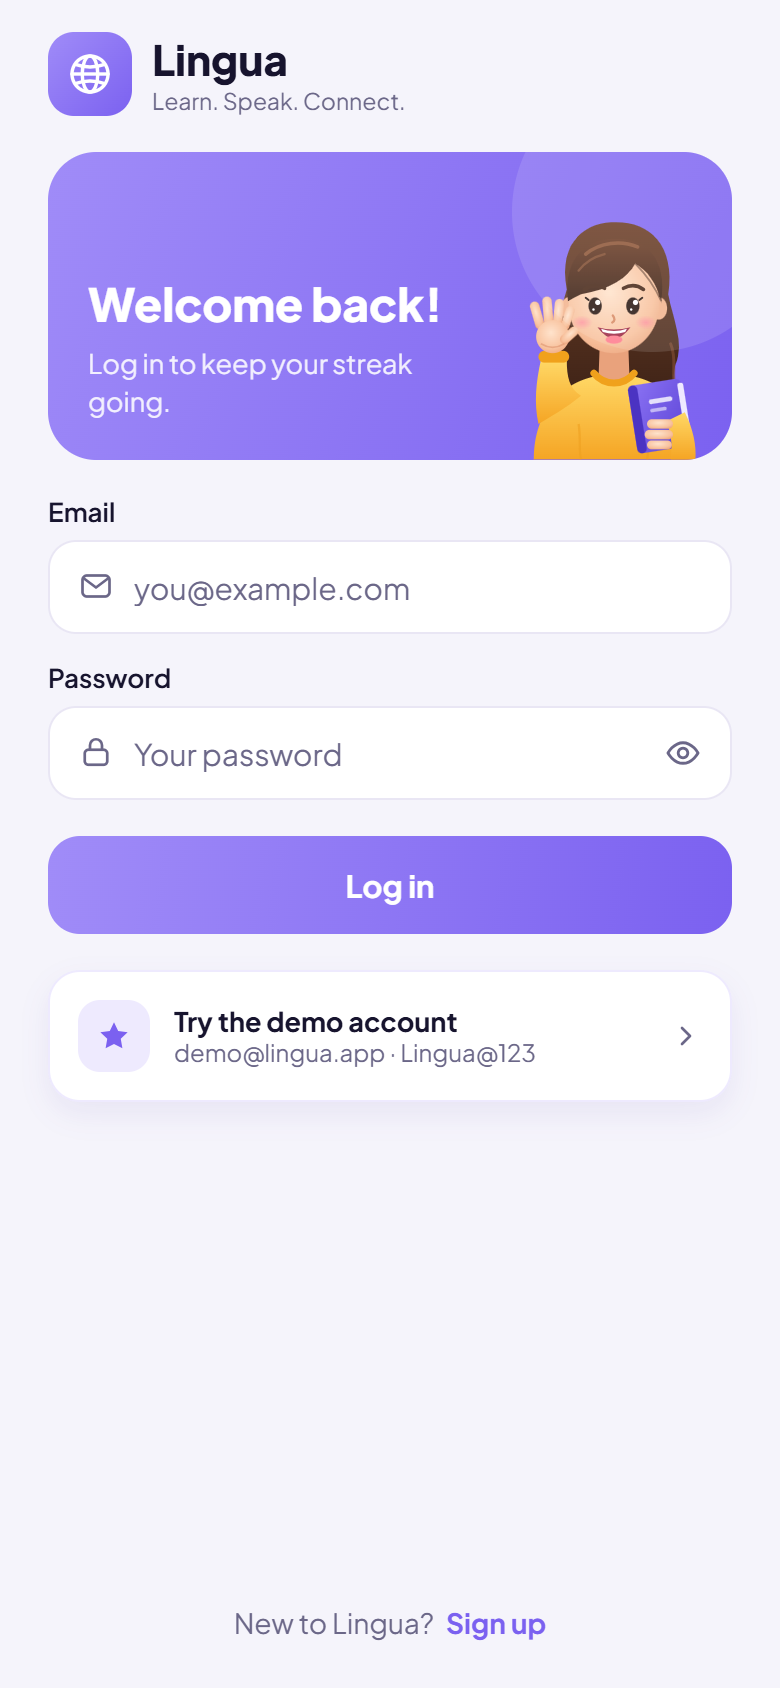 Lingua
Learn. Speak. Connect.
Welcome back!
Log in to keep your streak
going.
Email
you@example.com
Password
Your password
Log in
Try the demo account
demo@lingua.app · Lingua@123
New to Lingua? Sign up